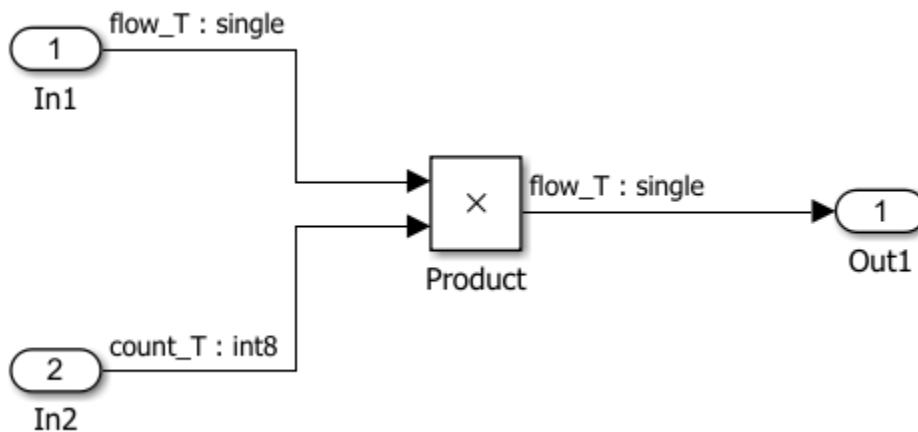 flow_T : single
1
In1
×
flow_T : single
1
Product
Out1
count_T : int8
2
In2